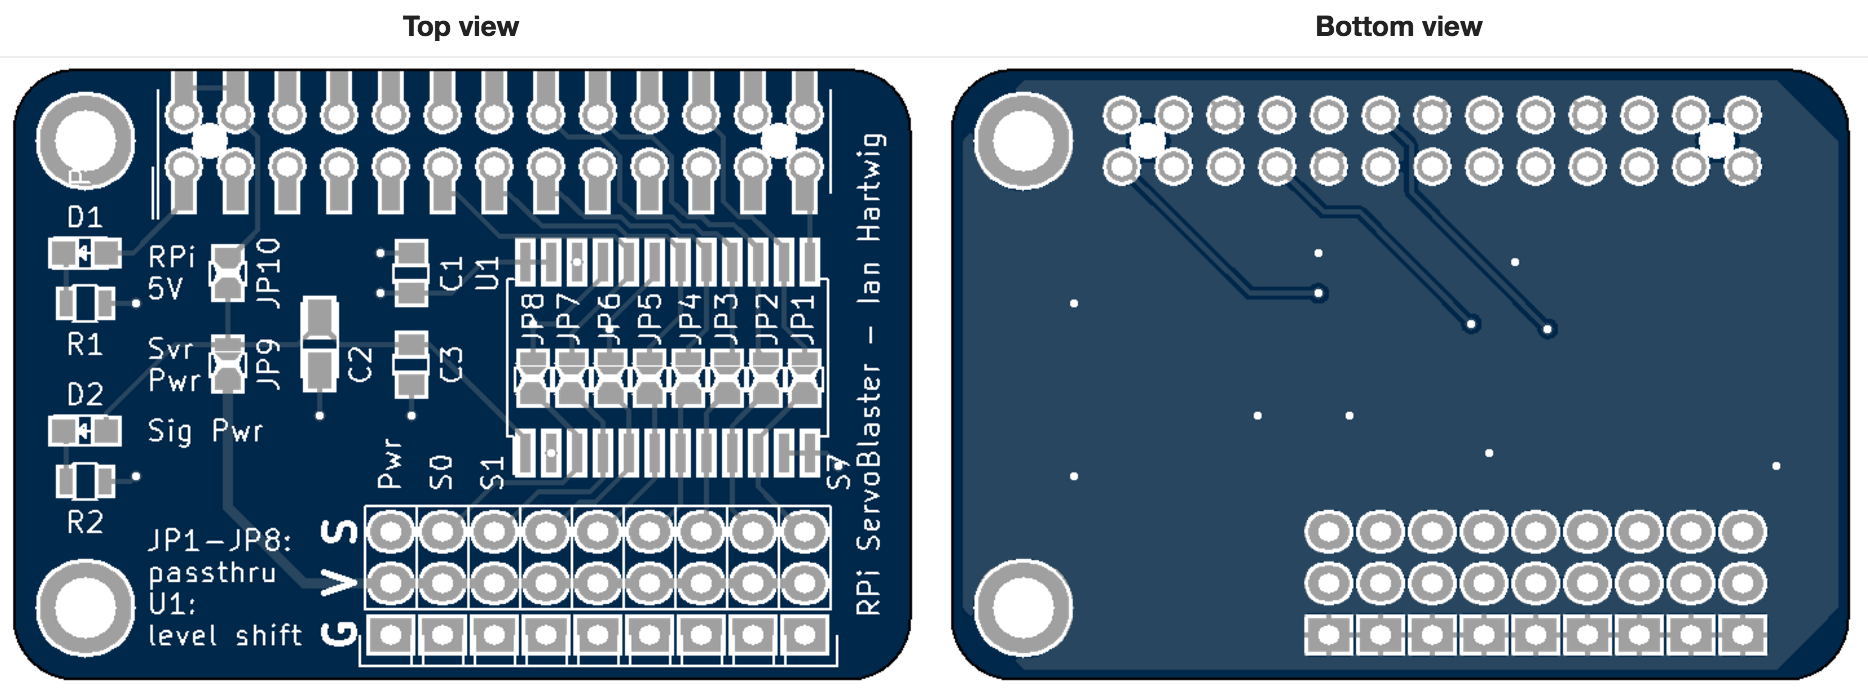 Top view
Bottom view
D1
RPi
5V
R1
JP10
Svr
Pwr
JP9
D2
Sig Pwr
R2
C1
C2
C3
U1
JP8
JP7
JP6
JP5
JP4
JP3
JP2
JP1
Pwr
S0
S1
S7
JP1-JP8:
passthru
U1:
level shift
S
V
G
RPi ServoBlaster - Ian Hartwig